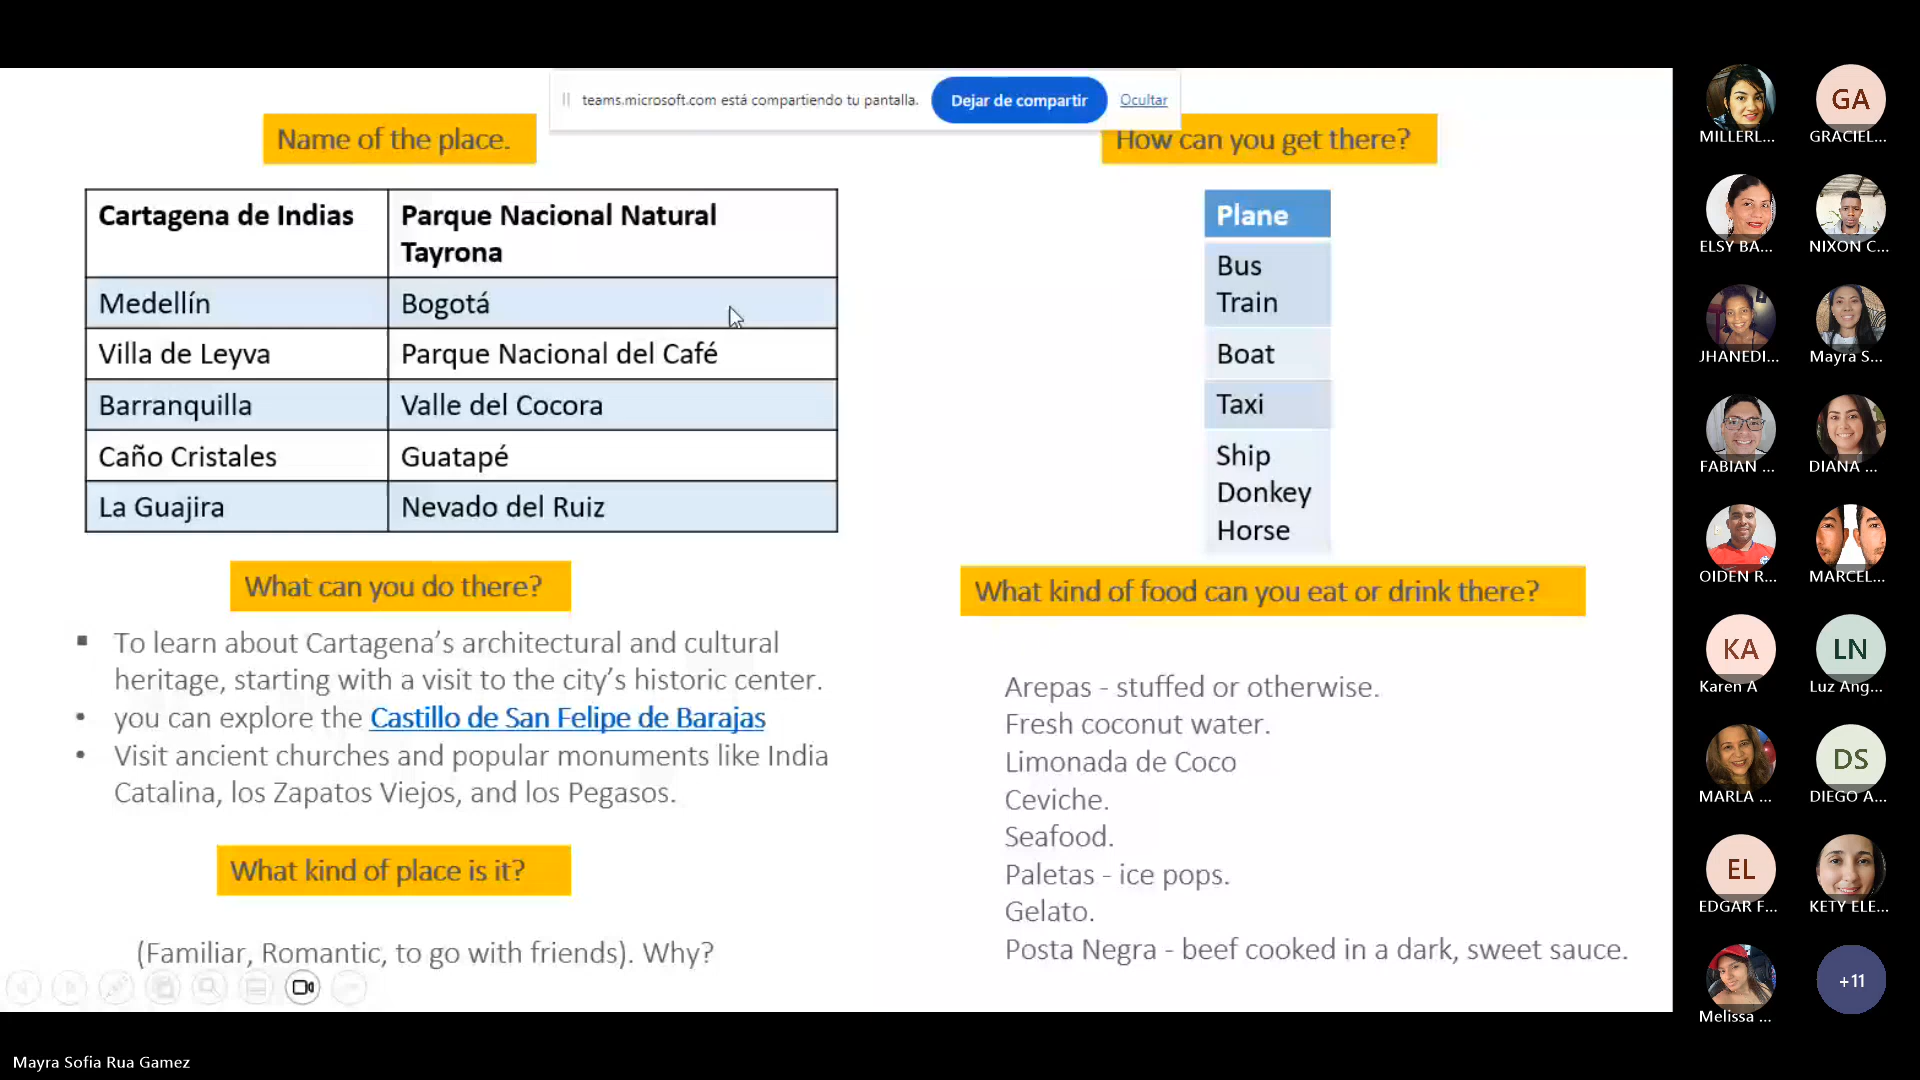 teams.microsoft.com está compartiendo tu pantalla.
Dejar de compartir
Ocultar
Name of the place.
How can you get there?
Cartagena de Indias
Parque Nacional Natural
Tayrona
Medellín
Bogotá
Villa de Leyva
Parque Nacional del Café
Barranquilla
Valle del Cocora
Caño Cristales
Guatapé
La Guajira
Nevado del Ruiz
Plane
Bus
Train
Boat
Taxi
Ship
Donkey
Horse
What can you do there?
▪ To learn about Cartagena’s architectural and cultural
heritage, starting with a visit to the city’s historic center.
• you can explore the Castillo de San Felipe de Barajas
• Visit ancient churches and popular monuments like India
Catalina, los Zapatos Viejos, and los Pegasos.
What kind of place is it?
(Familiar, Romantic, to go with friends). Why?
What kind of food can you eat or drink there?
Arepas - stuffed or otherwise.
Fresh coconut water.
Limonada de Coco
Ceviche.
Seafood.
Paletas - ice pops.
Gelato.
Posta Negra - beef cooked in a dark, sweet sauce.
MILLERL...
GA
GRACIEL...
ELSY BA...
NIXON C...
JHANEDI...
Mayra S...
FABIAN ...
DIANA ...
OIDEN R...
MARCEL...
KA
Karen A
LN
Luz Ang...
MARLA ...
DS
DIEGO A...
EL
EDGAR F...
KETY ELE...
Melissa ...
+11
Mayra Sofia Rua Gamez